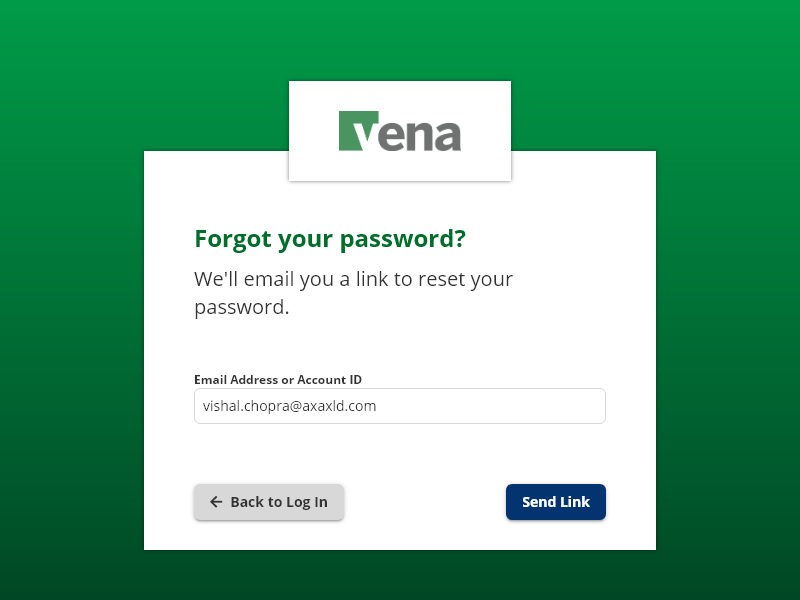 vena
Forgot your password?
We'll email you a link to reset your
password.
Email Address or Account ID
vishal.chopra@axaxld.com
← Back to Log In
Send Link